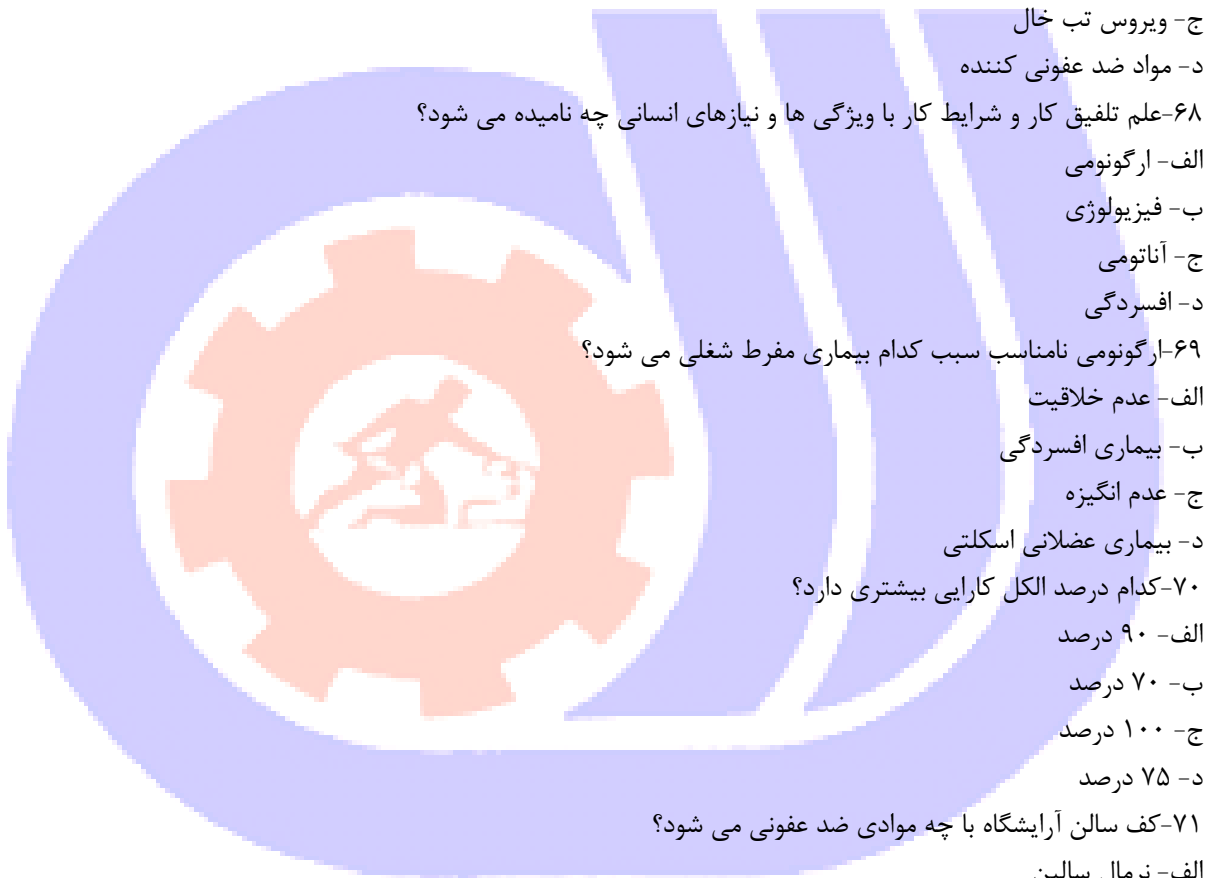 ج- ویروس تب خال
د- مواد ضد عفونی کننده
۶۸-علم تلفیق کار و شرایط کار با ویژگی ها و نیازهای انسانی چه نامیده می شود؟
الف- ارگونومی
ب- فیزیولوژی
ج- آناتومی
د- افسردگی
۶۹-ارگونومی نامناسب سبب کدام بیماری مفرط شغلی می شود؟
الف- عدم خلاقیت
ب- بیماری افسردگی
ج- عدم انگیزه
د- بیماری عضلانی اسکلتی
۷۰-کدام درصد الکل کارایی بیشتری دارد؟
الف- ۹۰ درصد
ب- ۷۰ درصد
ج- ۱۰۰ درصد
د- ۷۵ درصد
۷۱-کف سالن آرایشگاه با چه موادی ضد عفونی می شود؟
الف- نرمال سالین